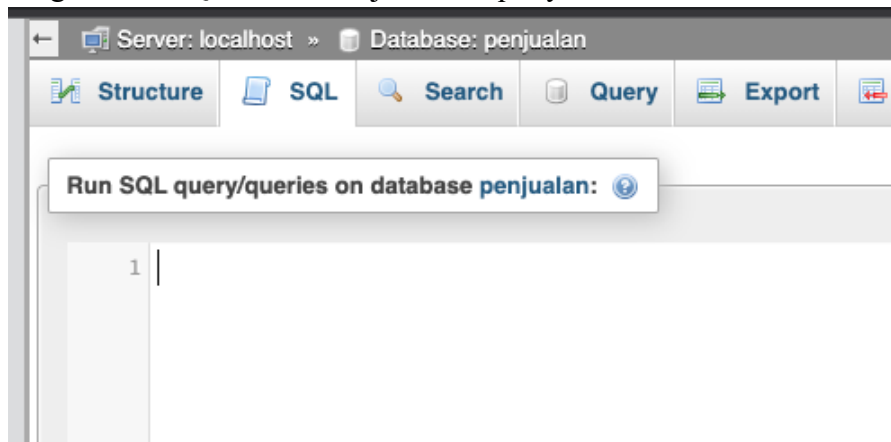 Server: localhost » Database: penjualan
Structure SQL Search Query Export
Run SQL query/queries on database penjualan:
1